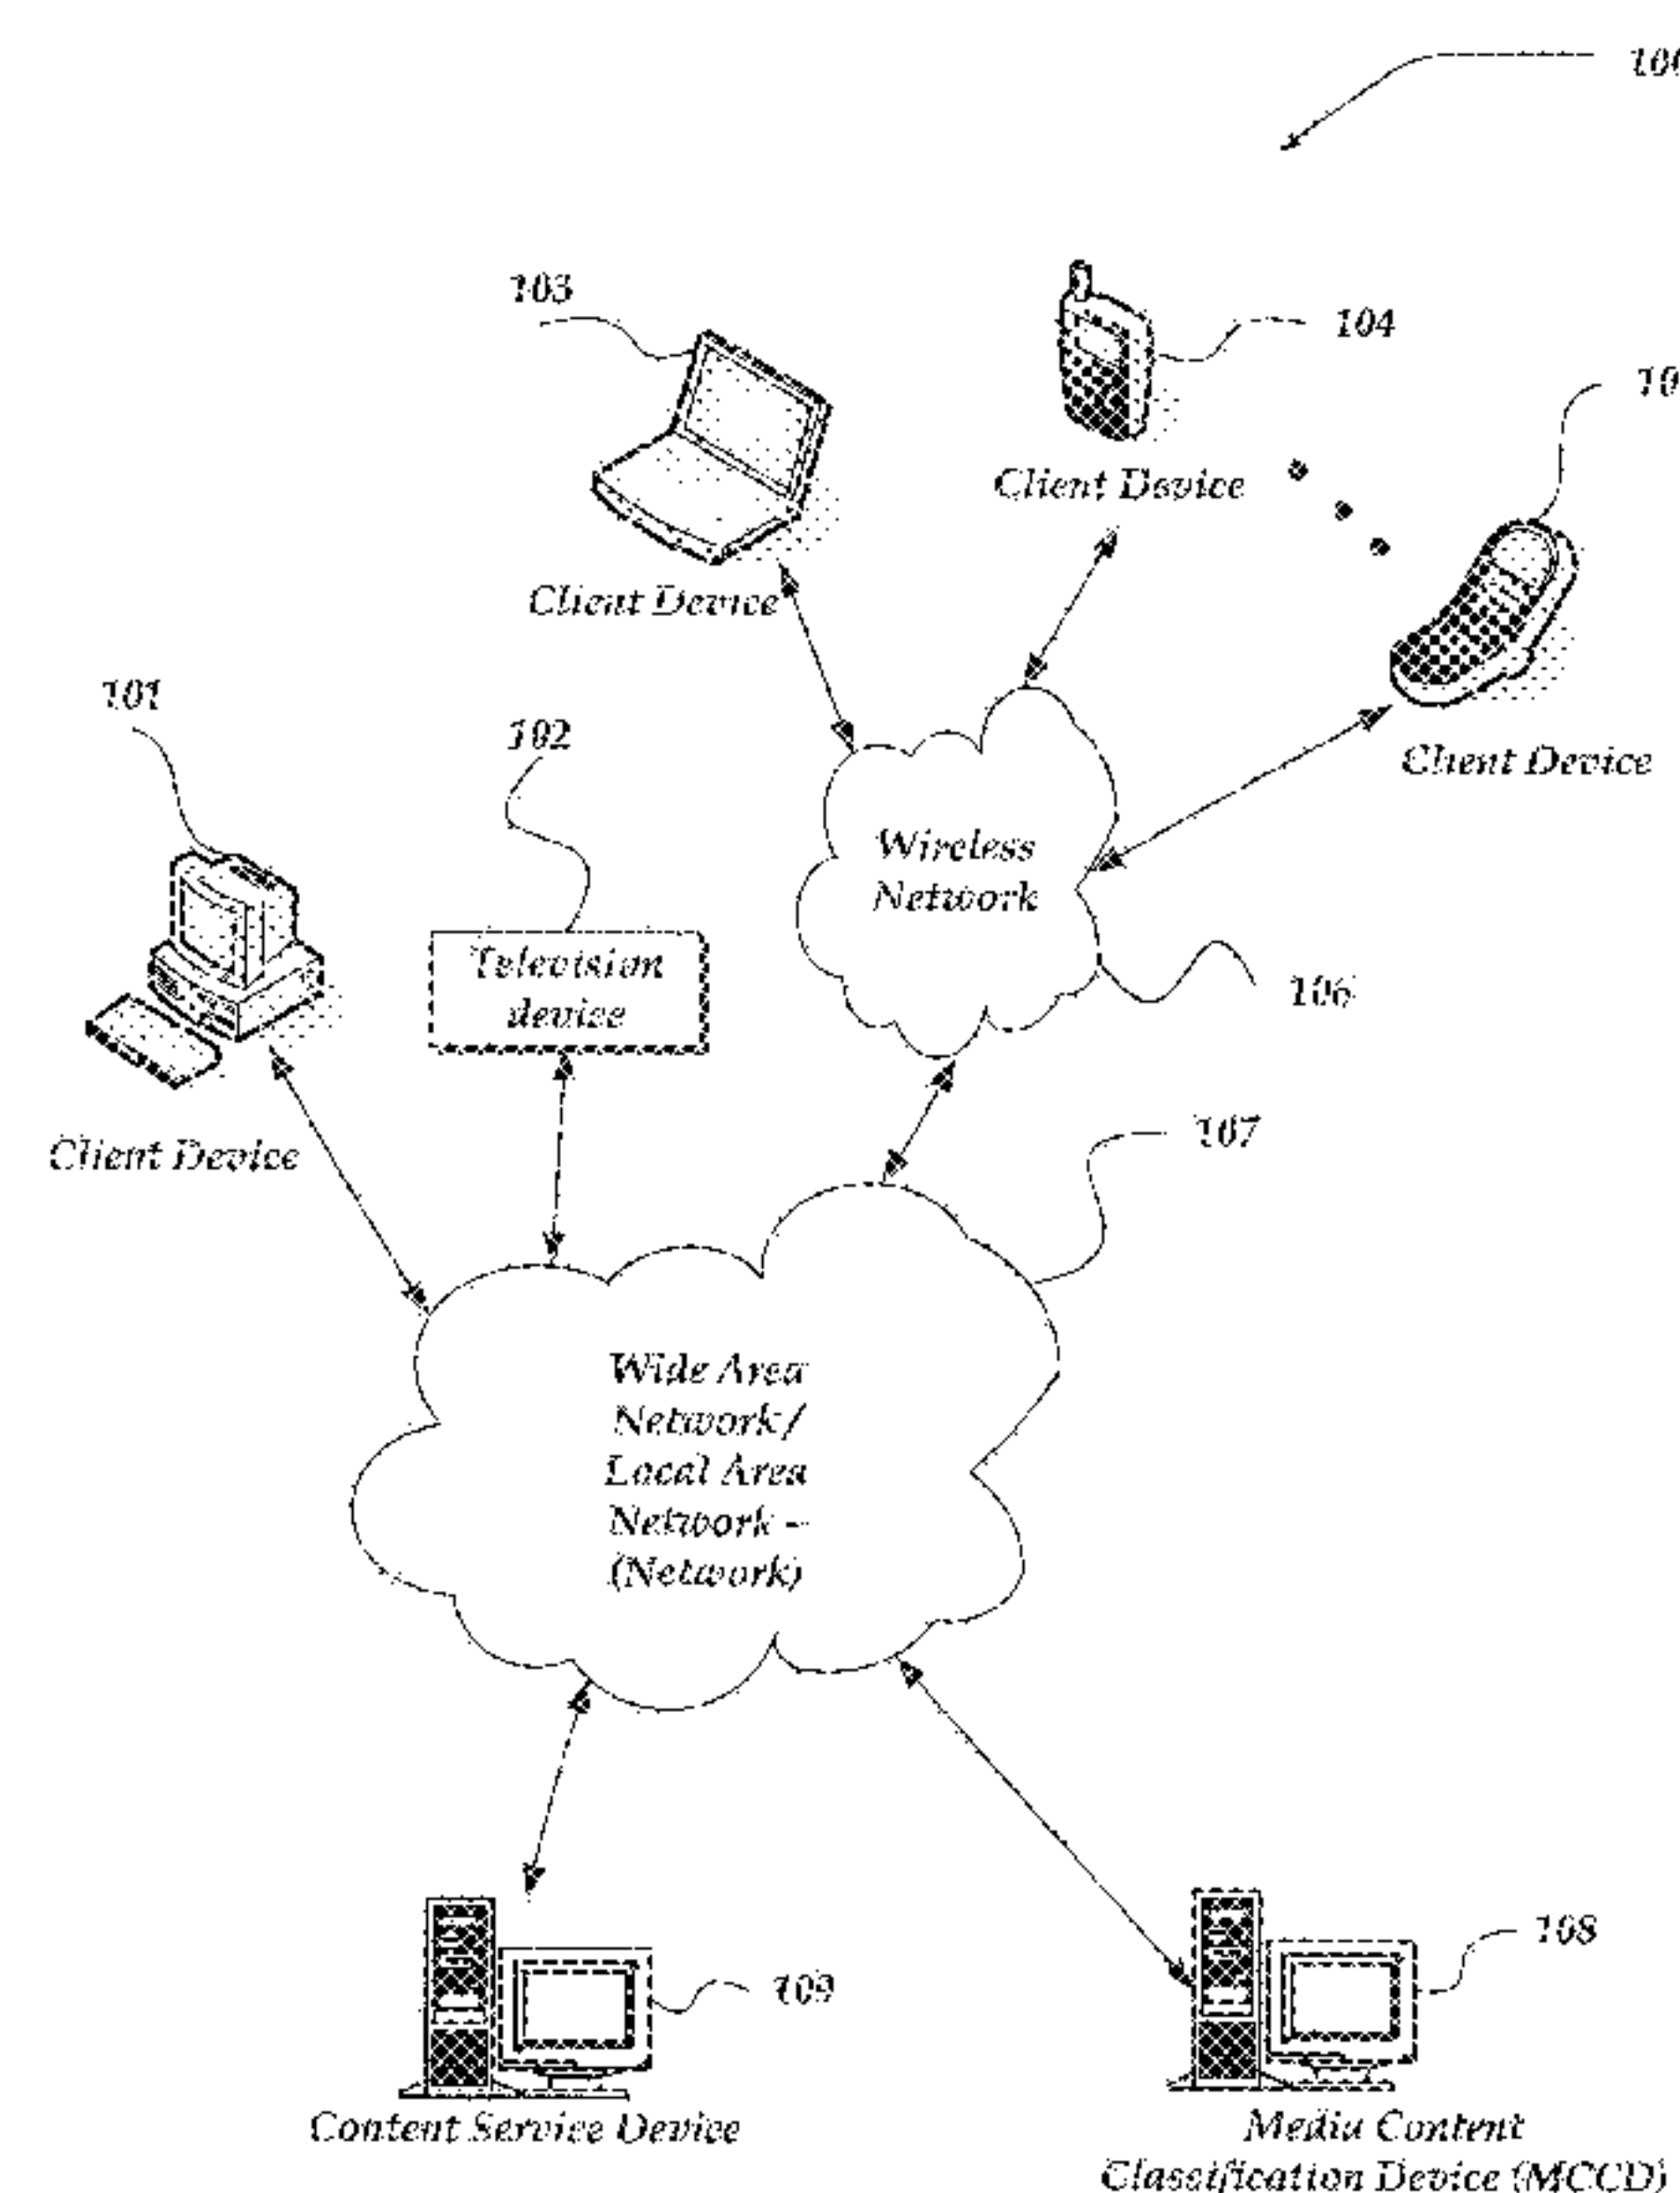 103
104
Client Device
Client Device
101
102
Client Device
Wireless
Network
Television
device
106
107
Client Device
Wide Area
Network/
Local Area
Network -
(Network)
108
109
Content Service Device
Media Content
Classification Device (MCCD)